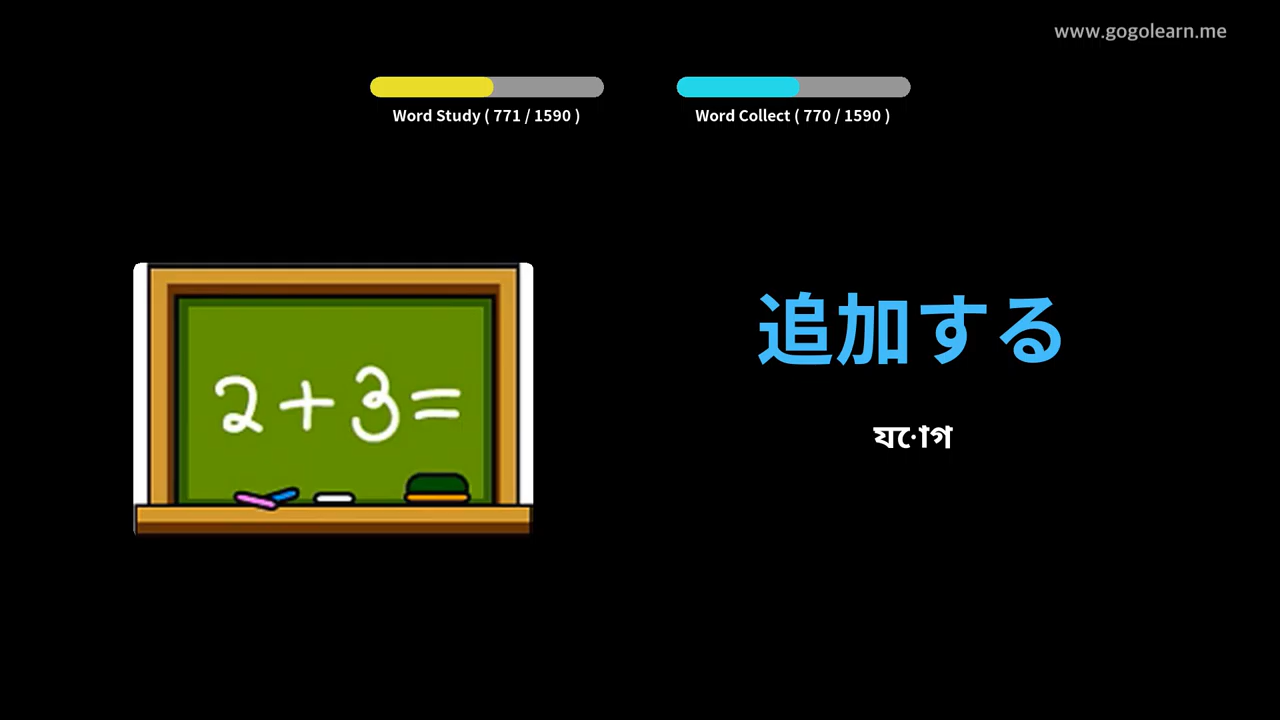 www.gogolearn.me
Word Study ( 771 / 1590 )
Word Collect ( 770 / 1590 )
2+3=
追加する
যোগ